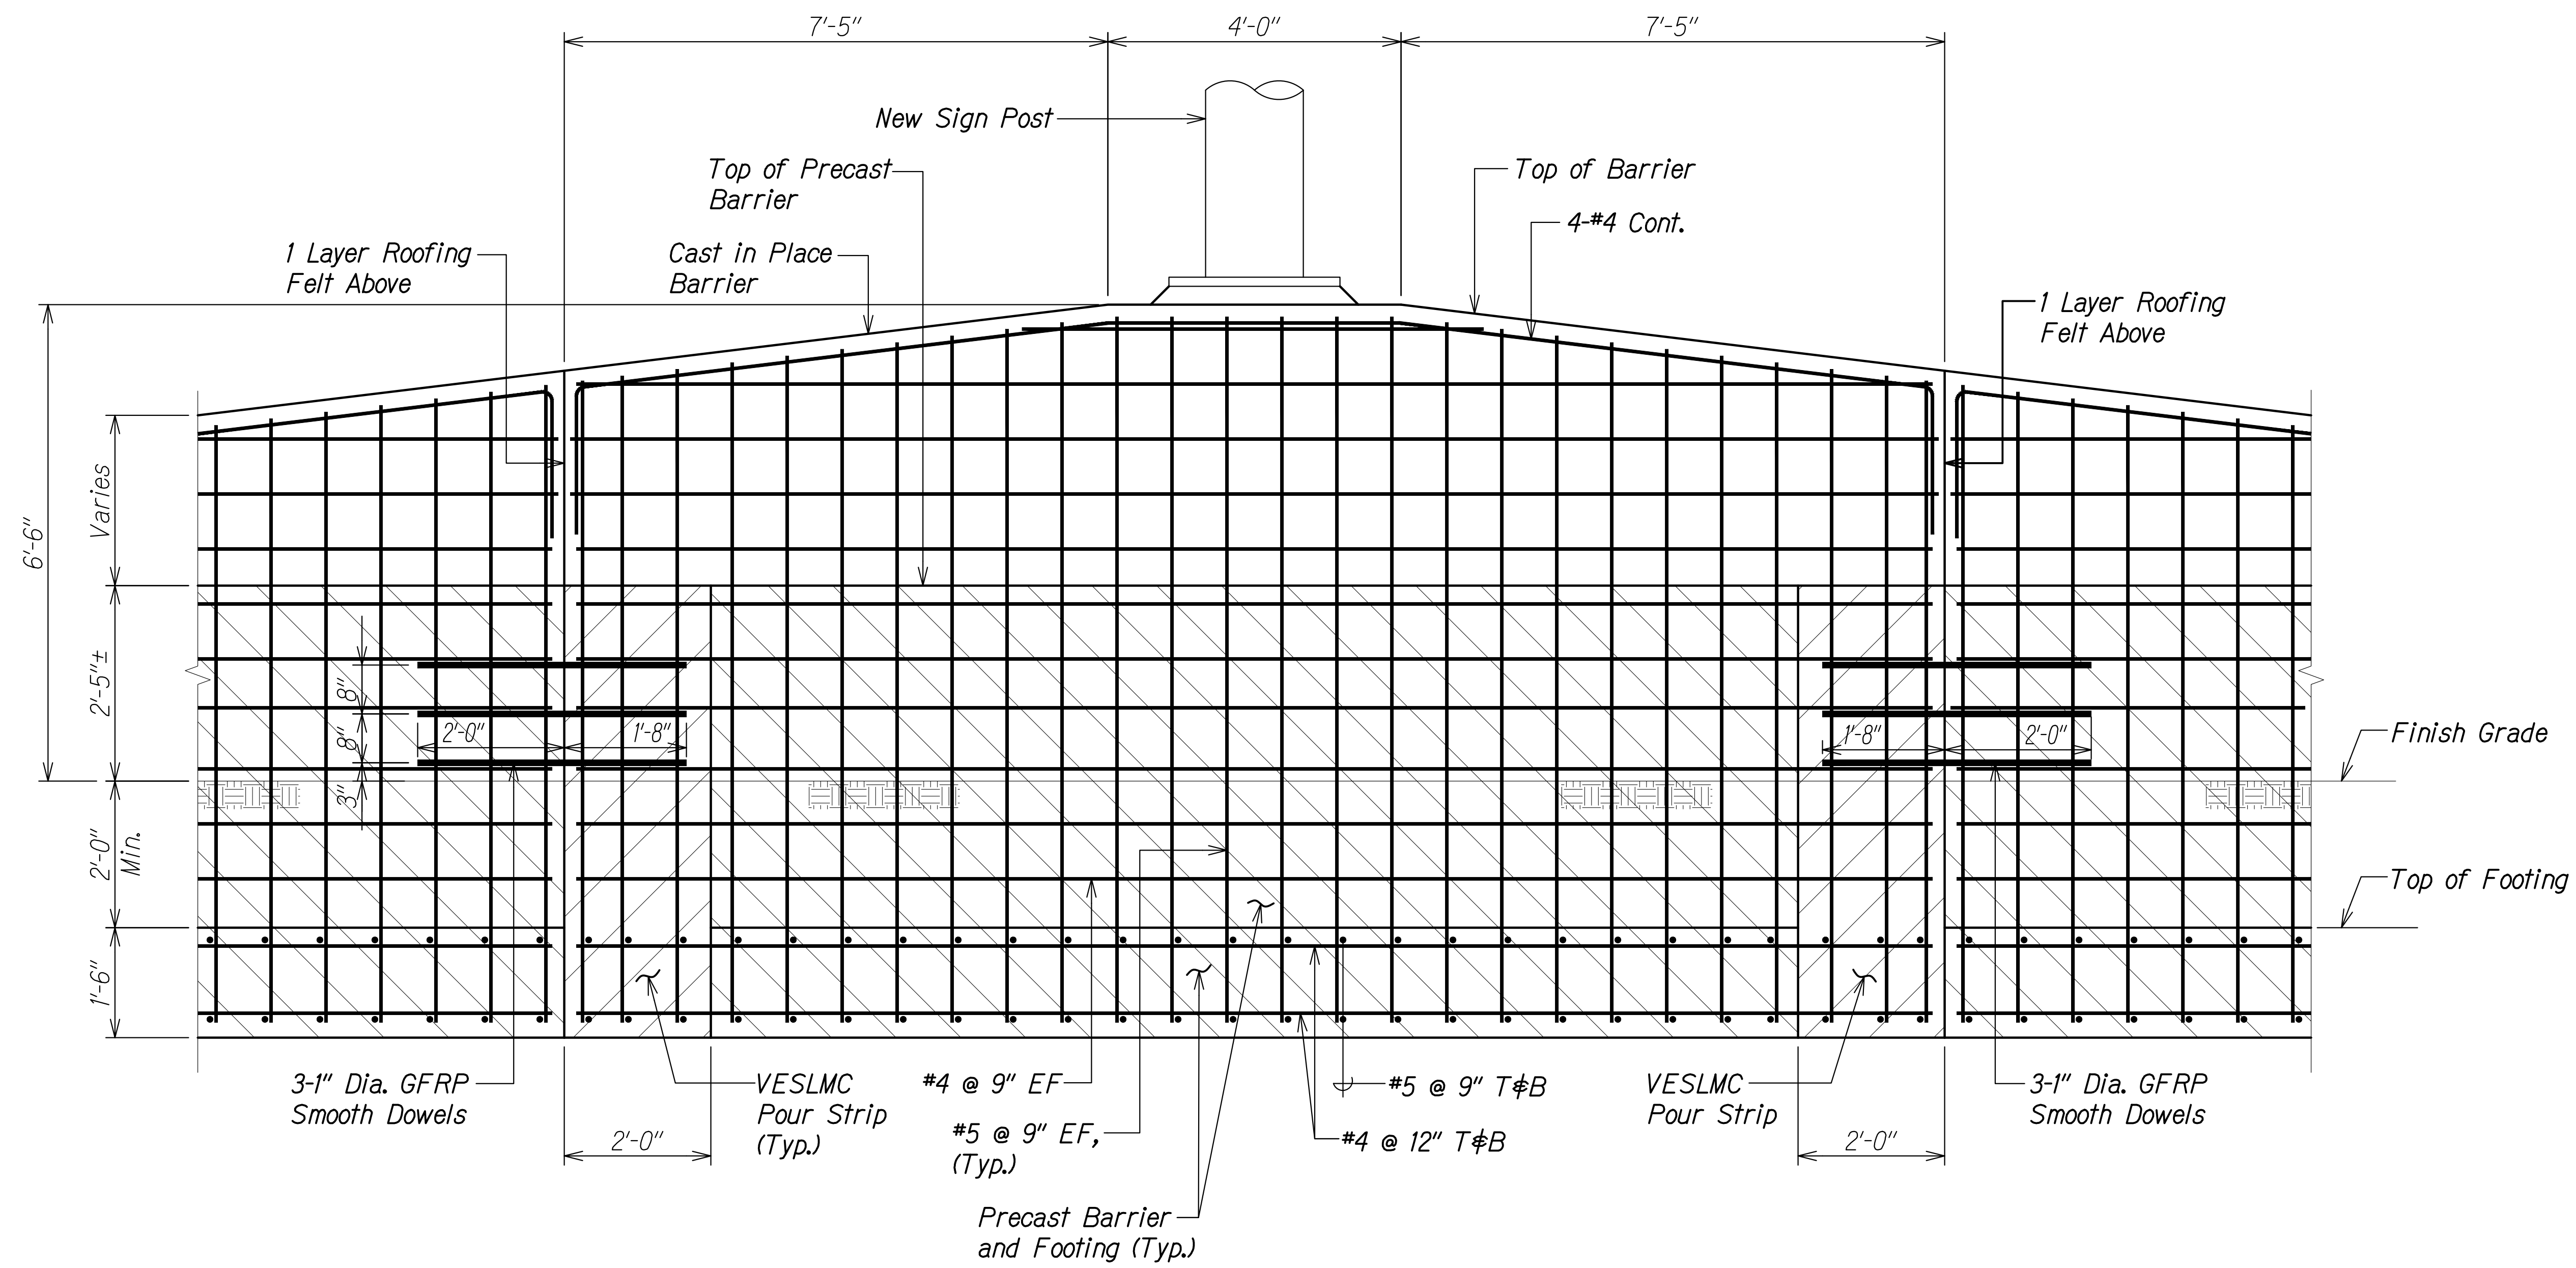 7'-5"
4'-0"
7'-5"
New Sign Post
Top of Precast
Barrier
Top of Barrier
4-#4 Cont.
1 Layer Roofing
Felt Above
Cast in Place
Barrier
1 Layer Roofing
Felt Above
6'-6"
Varies
2'-5"±
2'-0"
Min.
1'-6"
8"
8"
3"
2'-0"
1'-8"
1'-8"
2'-0"
Finish Grade
Top of Footing
3-1" Dia. GFRP
Smooth Dowels
VESLMC
Pour Strip
(Typ.)
#4 @ 9" EF
#5 @ 9" EF,
(Typ.)
#5 @ 9" T&B
#4 @ 12" T&B
VESLMC
Pour Strip
3-1" Dia. GFRP
Smooth Dowels
2'-0"
2'-0"
Precast Barrier
and Footing (Typ.)